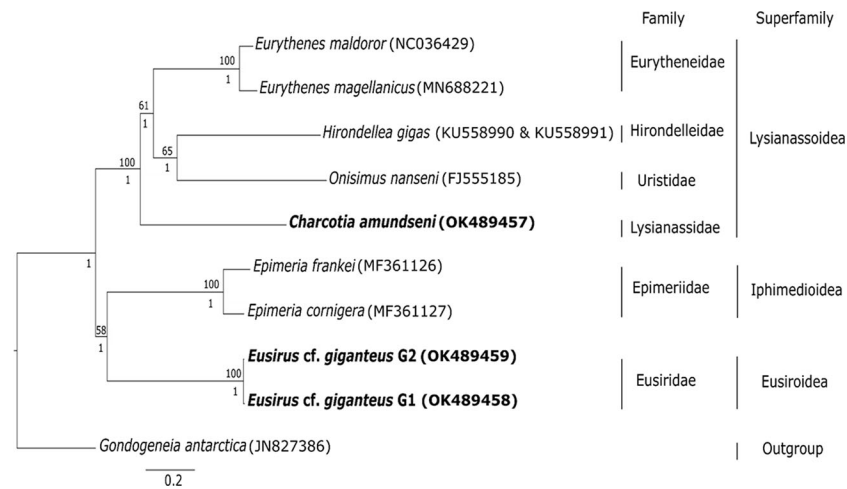 Family Superfamily
Eurythenes maldoror (NC036429)
100
1
Eurytheneidae
Eurythenes magellanicus (MN688221)
61
1
Hirondellea gigas (KU558990 & KU558991) Hirondelleidae
Lysianassoidea
65
1
100
1
Onisimus nanseni (FJ555185) Uristidae
Charcotia amundseni (OK489457) Lysianassidae
1
Epimeria frankei (MF361126)
100
1
Epimeriidae Iphimedioidea
Epimeria cornigera (MF361127)
58
1
Eusirus cf. giganteus G2 (OK489459)
100
1
Eusiridae Eusiroidea
Eusirus cf. giganteus G1 (OK489458)
Gondogeneia antarctica (JN827386) Outgroup
0.2